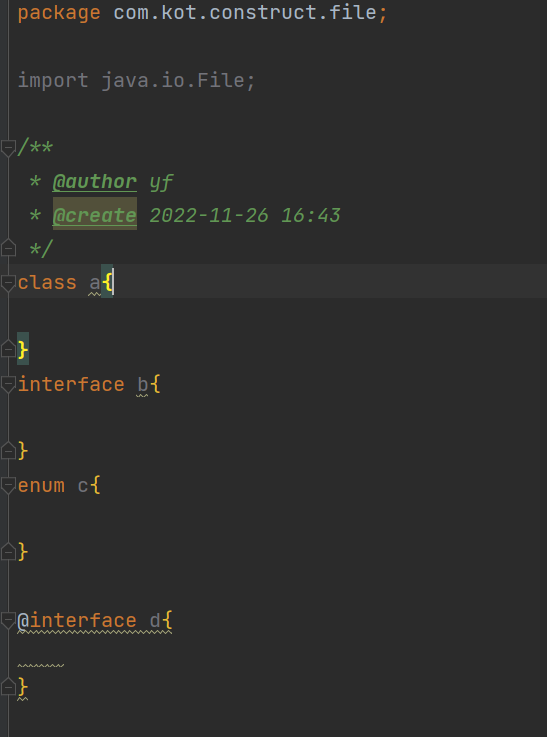 package com.kot.construct.file;
import java.io.File;
/**
* @author yf
* @create 2022-11-26 16:43
*/
class a{
}
interface b{
}
enum c{
}
@interface d{
}